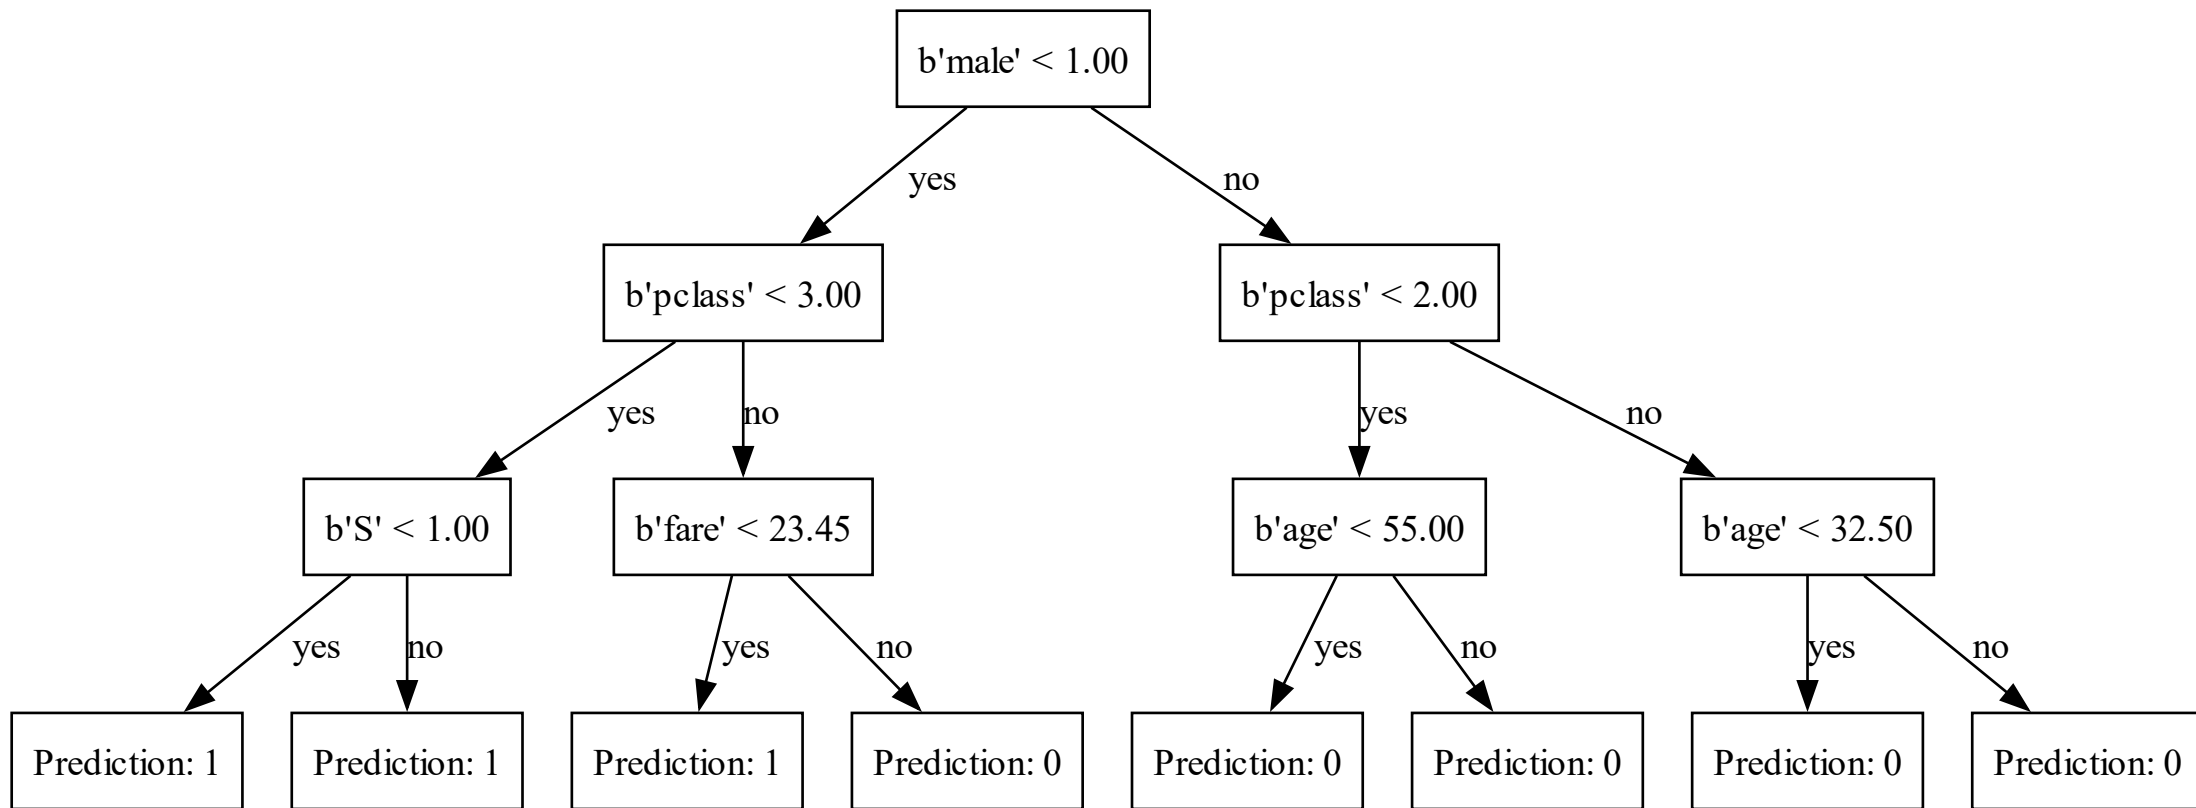 b'male' < 1.00
yes
no
b'pclass' < 3.00
b'pclass' < 2.00
yes
no
yes
no
b'S' < 1.00
b'fare' < 23.45
b'age' < 55.00
b'age' < 32.50
yes
no
yes
no
yes
no
yes
no
Prediction: 1
Prediction: 1
Prediction: 1
Prediction: 0
Prediction: 0
Prediction: 0
Prediction: 0
Prediction: 0